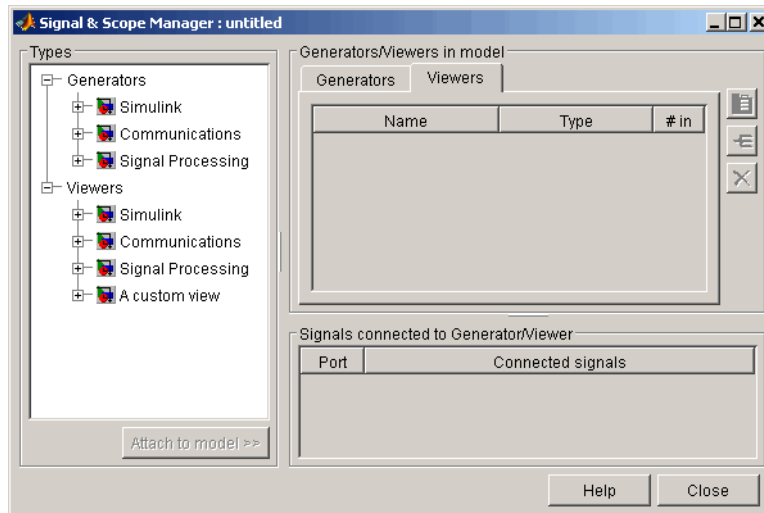 Signal & Scope Manager : untitled
Types
Generators
Simulink
Communications
Signal Processing
Viewers
Simulink
Communications
Signal Processing
A custom view
Attach to model >>
Generators/Viewers in model
Generators Viewers
Name Type # in
Signals connected to Generator/Viewer
Port Connected signals
Help Close